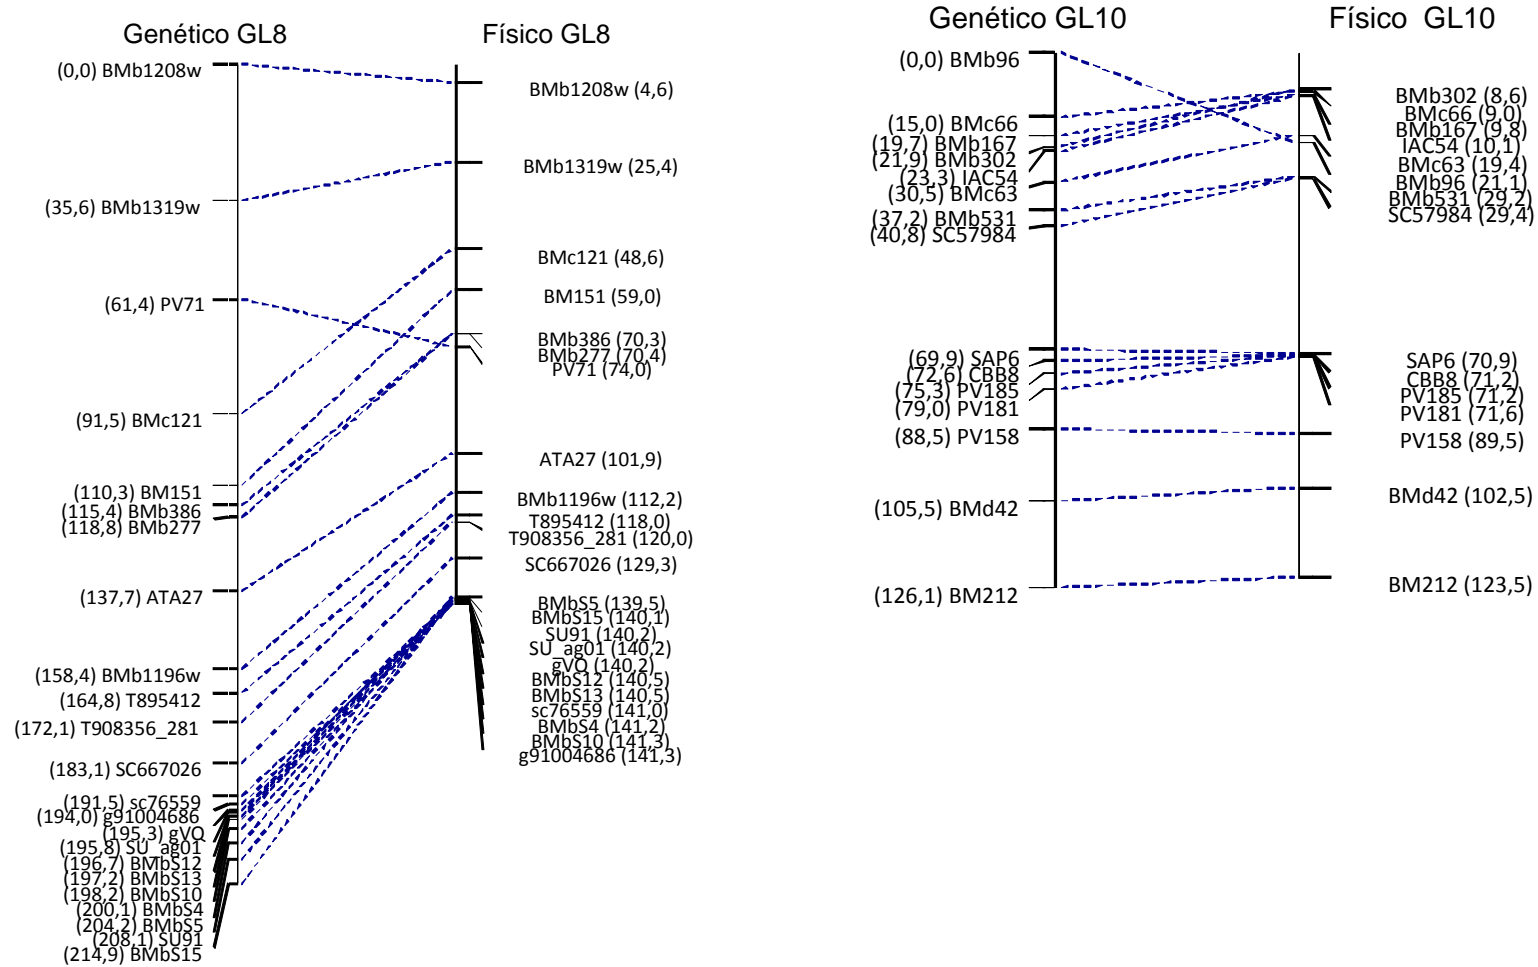 Genético GL8
Físico GL8
(0,0) BMb1208w
(35,6) BMb1319w
(61,4) PV71
(91,5) BMc121
(110,3) BM151
(115,4) BMb386
(118,8) BMb277
(137,7) ATA27
(158,4) BMb1196w
(164,8) T895412
(172,1) T908356_281
(183,1) SC667026
(191,5) sc76559
(194,0) g91004686
(195,3) gVQ
(195,8) SU_ag01
(196,7) BMbS12
(197,2) BMbS13
(198,2) BMbS10
(200,1) BMbS4
(204,2) BMbS5
(208,1) SU91
(214,9) BMbS15
BMb1208w (4,6)
BMb1319w (25,4)
BMc121 (48,6)
BM151 (59,0)
BMb386 (70,3)
BMb277 (70,4)
PV71 (74,0)
ATA27 (101,9)
BMb1196w (112,2)
T895412 (118,0)
T908356_281 (120,0)
SC667026 (129,3)
BMbS5 (139,5)
BMbS15 (140,1)
SU91 (140,2)
SU_ag01 (140,2)
gVQ (140,2)
BMbS12 (140,5)
BMbS13 (140,5)
sc76559 (141,0)
BMbS4 (141,2)
BMbS10 (141,3)
g91004686 (141,3)
Genético GL10
Físico GL10
(0,0) BMb96
(15,0) BMc66
(19,7) BMb167
(21,9) BMb302
(23,3) IAC54
(30,5) BMc63
(37,2) BMb531
(40,8) SC57984
(69,9) SAP6
(72,6) CBB8
(75,3) PV185
(79,0) PV181
(88,5) PV158
(105,5) BMd42
(126,1) BM212
BMb302 (8,6)
BMc66 (9,0)
BMb167 (9,8)
IAC54 (10,1)
BMc63 (19,4)
BMb96 (21,1)
BMb531 (29,2)
SC57984 (29,4)
SAP6 (70,9)
CBB8 (71,2)
PV185 (71,2)
PV181 (71,6)
PV158 (89,5)
BMd42 (102,5)
BM212 (123,5)